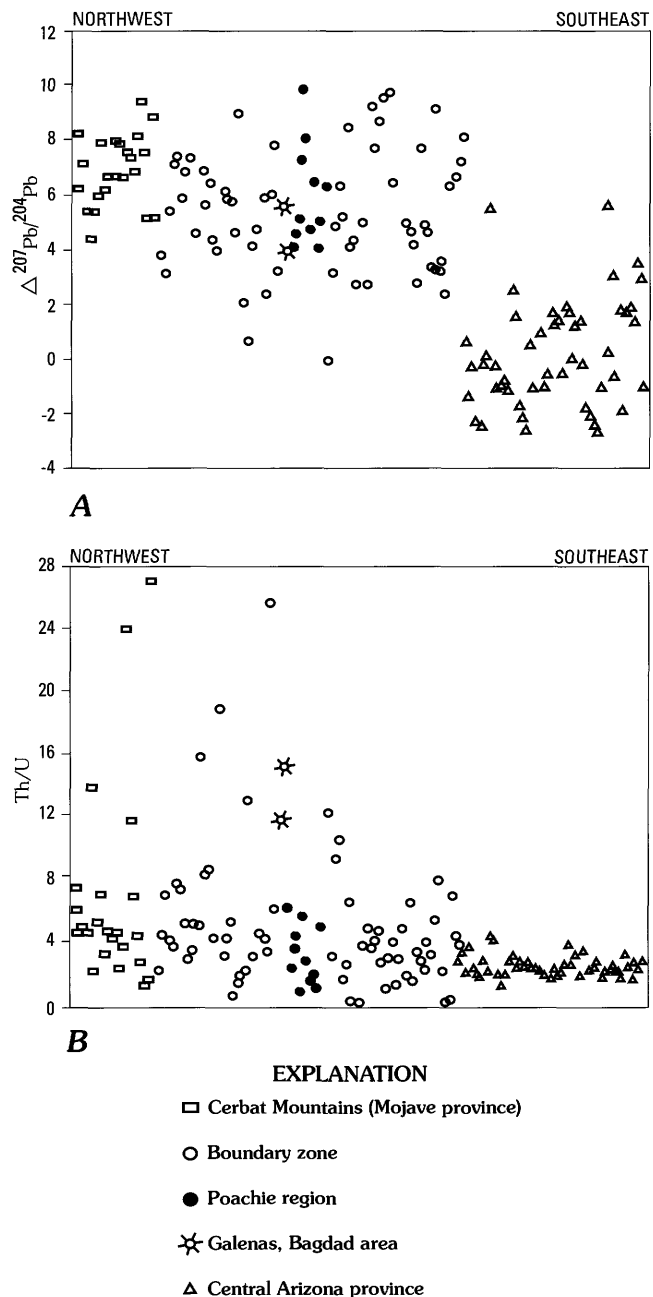 NORTHWEST SOUTHEAST
12
10
8
6
4
2
0
-2
-4
Δ 207Pb/204Pb
A
NORTHWEST SOUTHEAST
28
24
20
16
12
8
4
0
Th/U
B
EXPLANATION
Cerbat Mountains (Mojave province)
Boundary zone
Poachie region
Galenas, Bagdad area
Central Arizona province